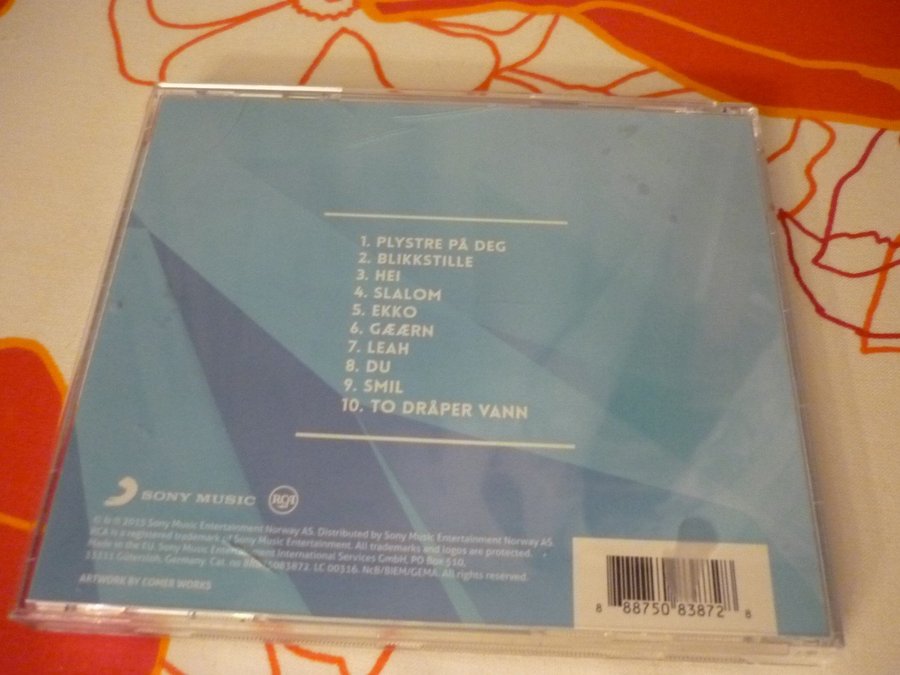 1. PLYSTRE PÅ DEG
2. BLIKKSTILLE
3. HEI
4. SLALOM
5. EKKO
6. GÆÆRN
7. LEAH
8. DU
9. SMIL
10. TO DRÅPER VANN
SONY MUSIC RCA
℗ & © 2015 Sony Music Entertainment Norway AS. Distributed by Sony Music Entertainment Norway AS.
RCA is a registered trademark of Sony Music Entertainment. All trademarks and logos are protected.
Made in the EU. Sony Music Entertainment International Services GmbH, PO Box 510,
33311 Gütersloh, Germany. Cat. no 88875083872. LC 00316. NcB/BIEM/GEMA. All rights reserved.
ARTWORK BY COMER WORKS
8 88750 83872 8